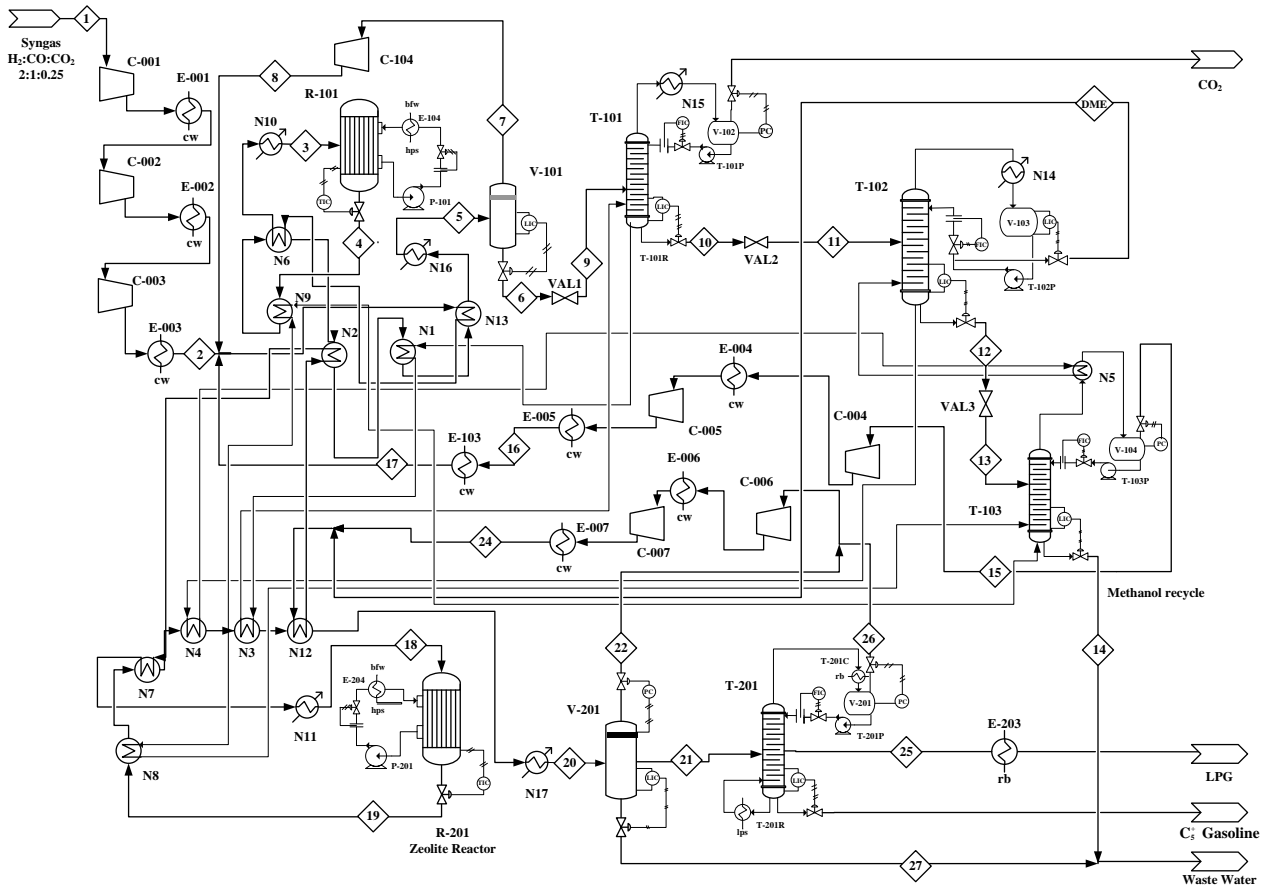 1
Syngas
H₂:CO:CO₂
2:1:0.25
C-001
E-001
cw
C-002
E-002
cw
C-003
E-003
cw
2
8
C-104
7
R-101
N10
3
bfw
E-104
hps
TIC
P-101
4
N6
N9
N2
N1
N13
N16
5
V-101
LIC
6
VAL1
9
T-101
N15
FIC
V-102
PC
T-101P
LIC
T-101R
10
VAL2
11
CO₂
DME
T-102
N14
V-103
LIC
FIC
T-102P
LIC
12
VAL3
13
N5
V-104
FIC
PC
T-103P
T-103
LIC
15
Methanol recycle
14
E-004
cw
C-004
C-005
E-005
cw
16
E-103
cw
17
E-006
cw
C-006
C-007
E-007
cw
24
N4
N3
N12
N7
N8
N11
18
bfw
E-204
hps
P-201
TIC
19
R-201
Zeolite Reactor
N17
20
22
PC
V-201
LIC
21
27
T-201
T-201C
rb
26
FIC
V-201
PC
T-201P
LIC
lps
T-201R
25
E-203
rb
LPG
C₅⁺ Gasoline
Waste Water